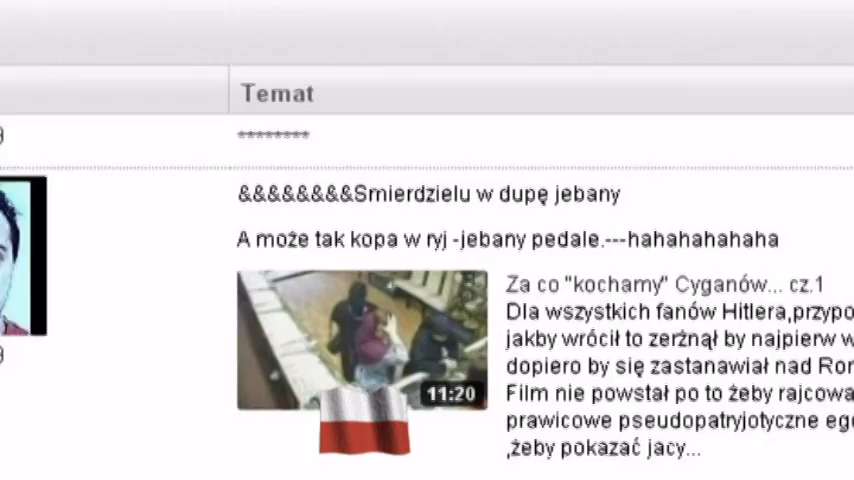 Temat
********
&&&&&&&&Smierdzielu w dupę jebany
A może tak kopa w ryj -jebany pedale.---hahahahahaha
Za co "kochamy" Cyganów... cz.1
Dla wszystkich fanów Hitlera,przypo
jakby wrócił to zerżnął by najpierw w
dopiero by się zastanawiał nad Rom
Film nie powstał po to żeby rajcowa
prawicowe pseudopatryjotyczne ego
,żeby pokazać jacy...
11:20